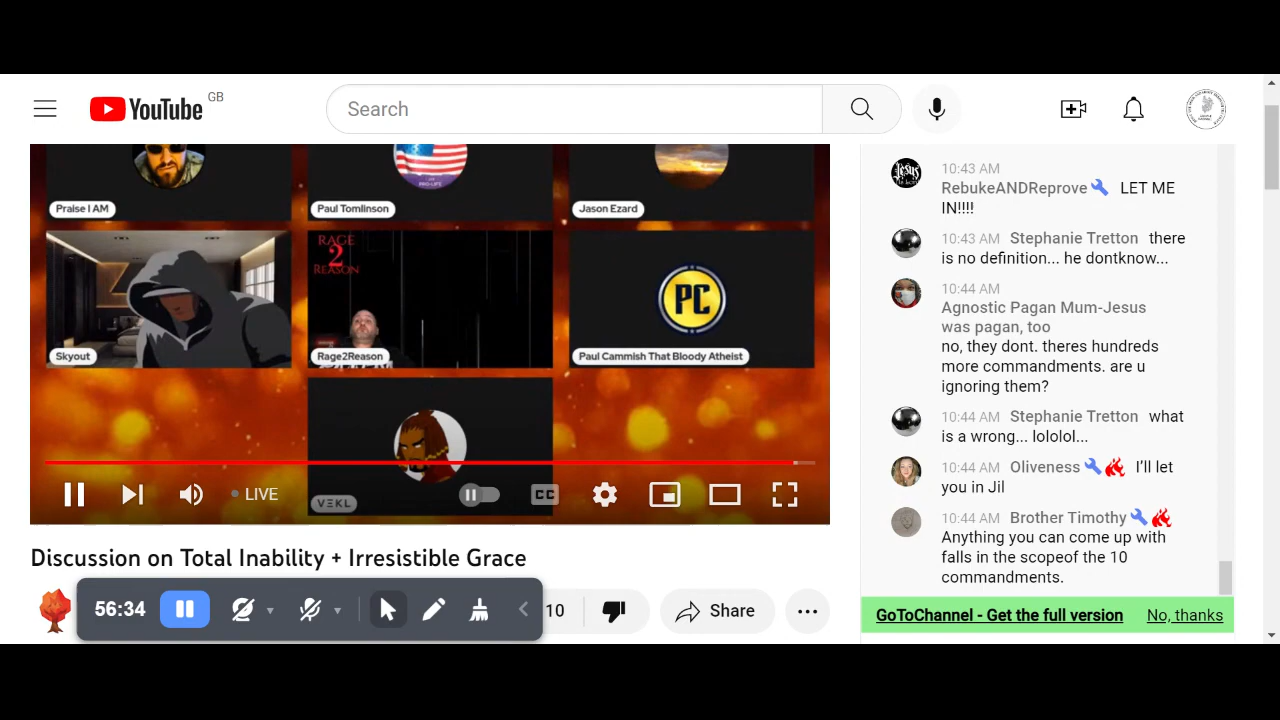 YouTube GB
Search
Praise I AM
Paul Tomlinson
Jason Ezard
RAGE
2
REASON
PC
Skyout
Rage2Reason
Paul Cammish That Bloody Atheist
LIVE
CC
VΞKL
Discussion on Total Inability + Irresistible Grace
56:34
10
Share
10:43 AM
RebukeANDReprove LET ME
IN!!!!
10:43 AM Stephanie Tretton there
is no definition... he dontknow...
10:44 AM
Agnostic Pagan Mum-Jesus
was pagan, too
no, they dont. theres hundreds
more commandments. are u
ignoring them?
10:44 AM Stephanie Tretton what
is a wrong... lololol...
10:44 AM Oliveness I'll let
you in Jil
10:44 AM Brother Timothy
Anything you can come up with
falls in the scopeof the 10
commandments.
GoToChannel - Get the full version No, thanks